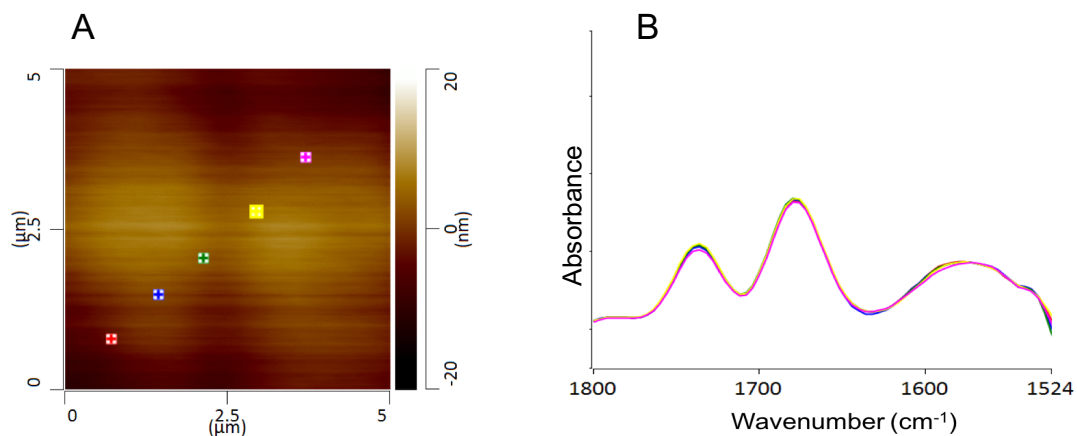 A
B
5
2.5
0
(µm)
0
2.5
5
(µm)
20
0
-20
(nm)
Absorbance
1800
1700
1600
1524
Wavenumber (cm⁻¹)